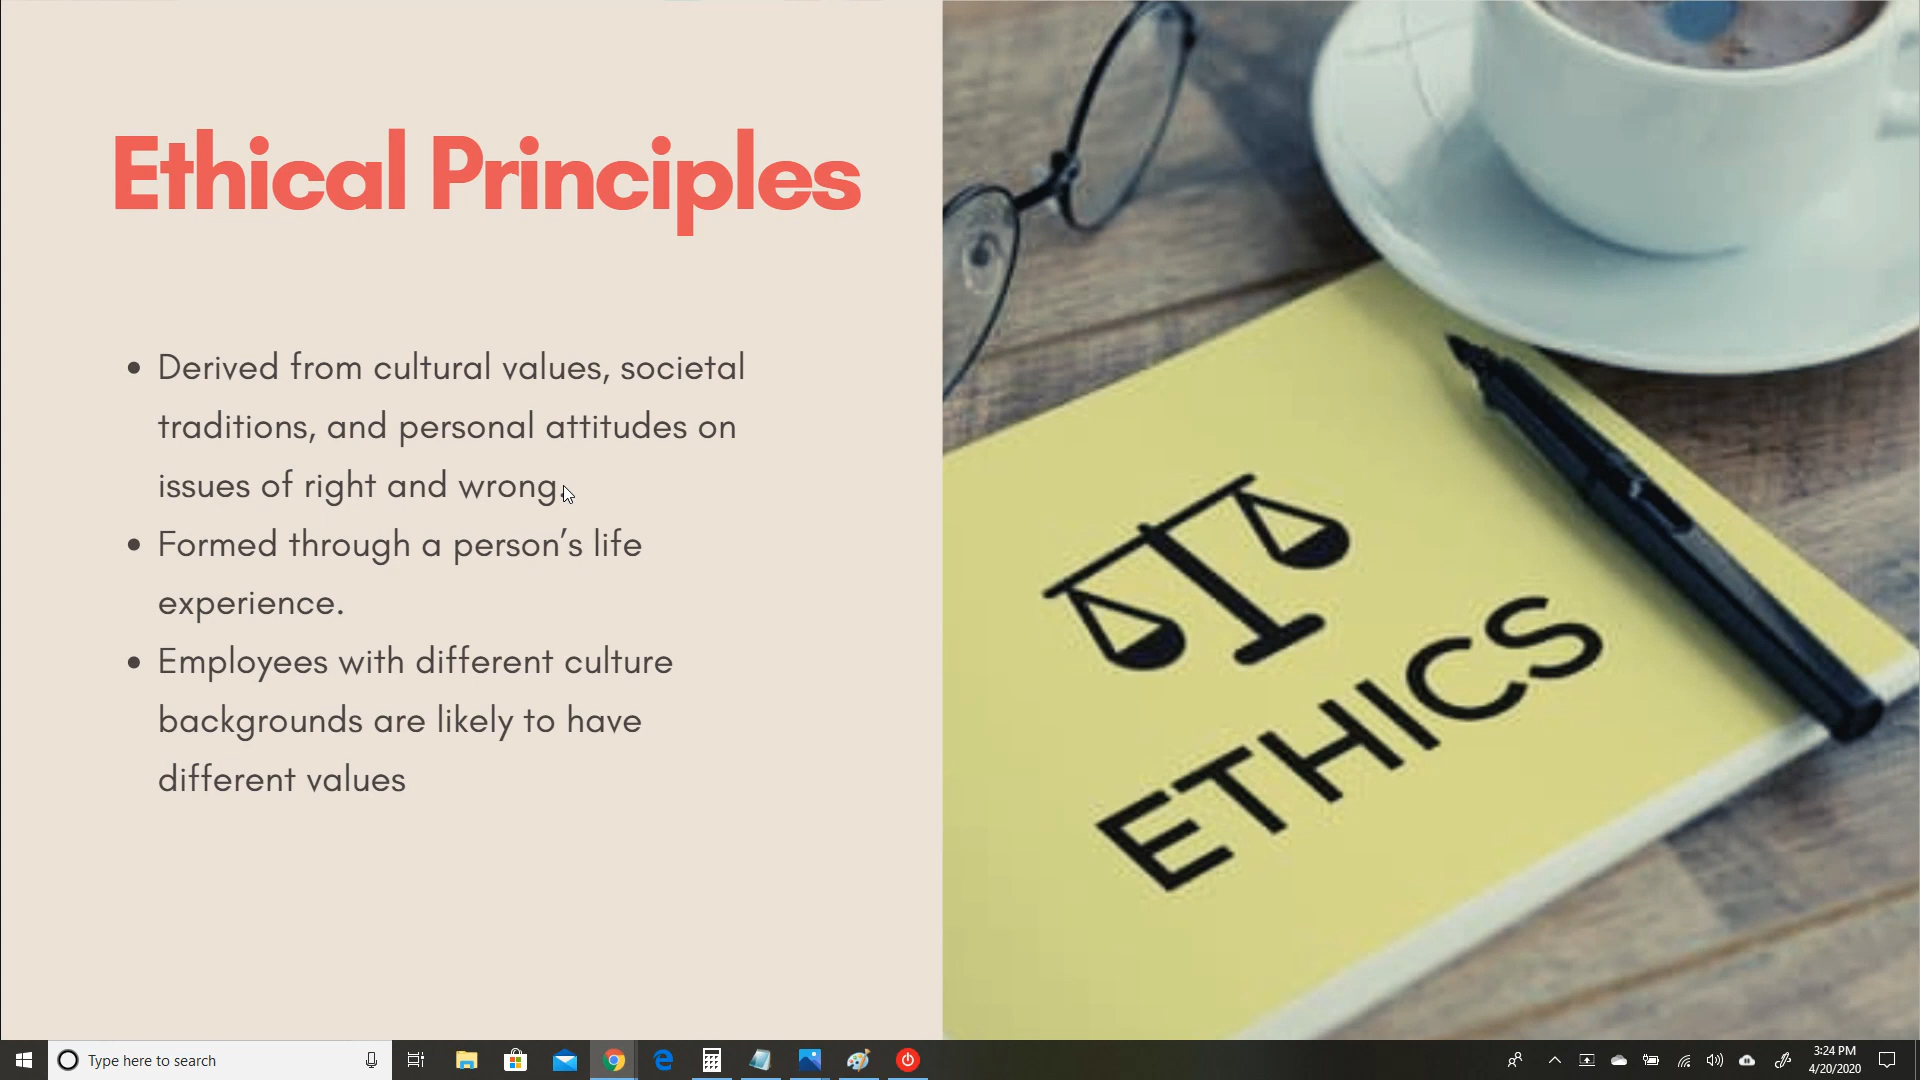 Ethical Principles
• Derived from cultural values, societal
traditions, and personal attitudes on
issues of right and wrong.
• Formed through a person’s life
experience.
• Employees with different culture
backgrounds are likely to have
different values
ETHICS
Type here to search
3:24 PM
4/20/2020